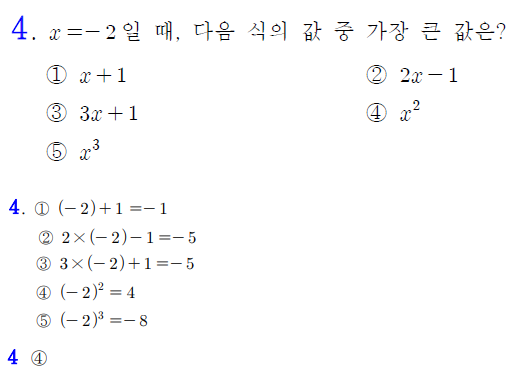 4. x=-2일 때, 다음 식의 값 중 가장 큰 값은?
① x+1 ② 2x-1
③ 3x+1 ④ x²
⑤ x³
4. ① (-2)+1=-1
② 2×(-2)-1=-5
③ 3×(-2)+1=-5
④ (-2)²=4
⑤ (-2)³=-8
4 ④